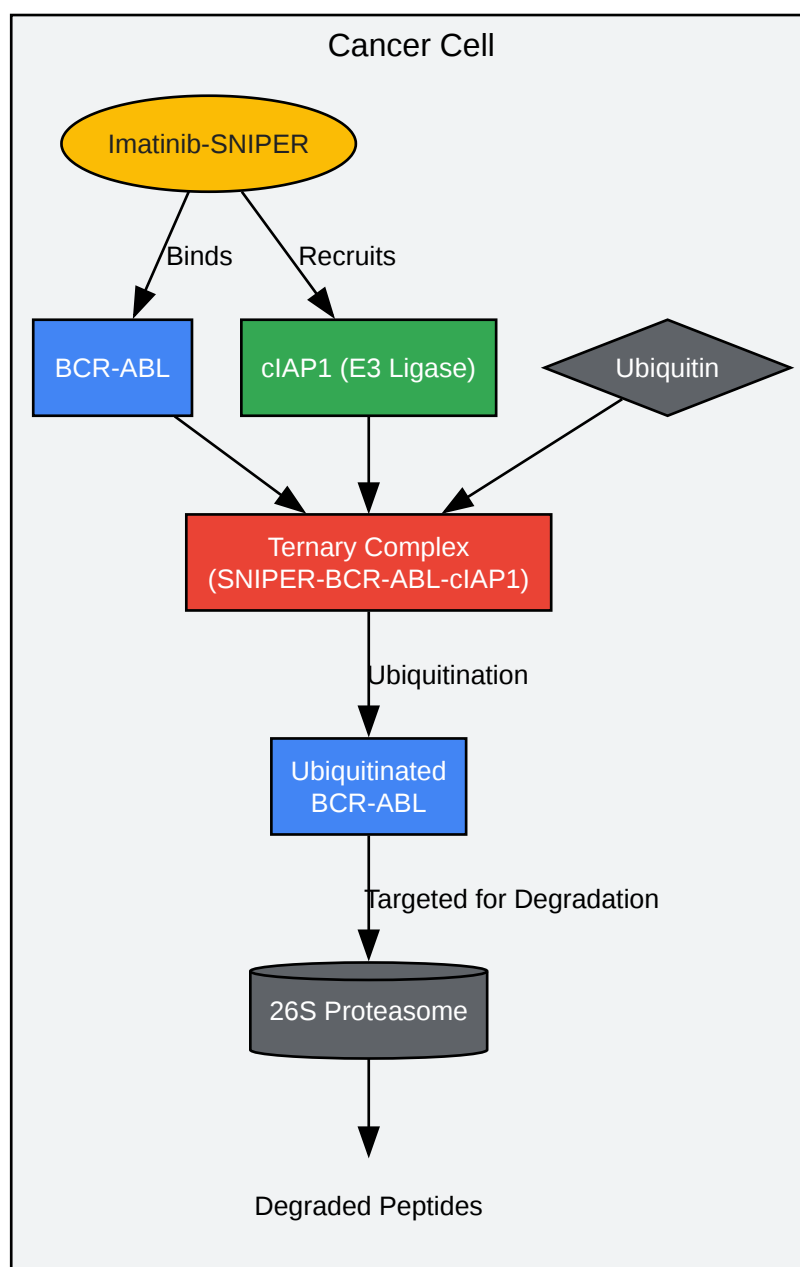 Cancer Cell
Imatinib-SNIPER
Binds
Recruits
BCR-ABL
cIAP1 (E3 Ligase)
Ubiquitin
Ternary Complex
(SNIPER-BCR-ABL-cIAP1)
Ubiquitination
Ubiquitinated
BCR-ABL
Targeted for Degradation
26S Proteasome
Degraded Peptides